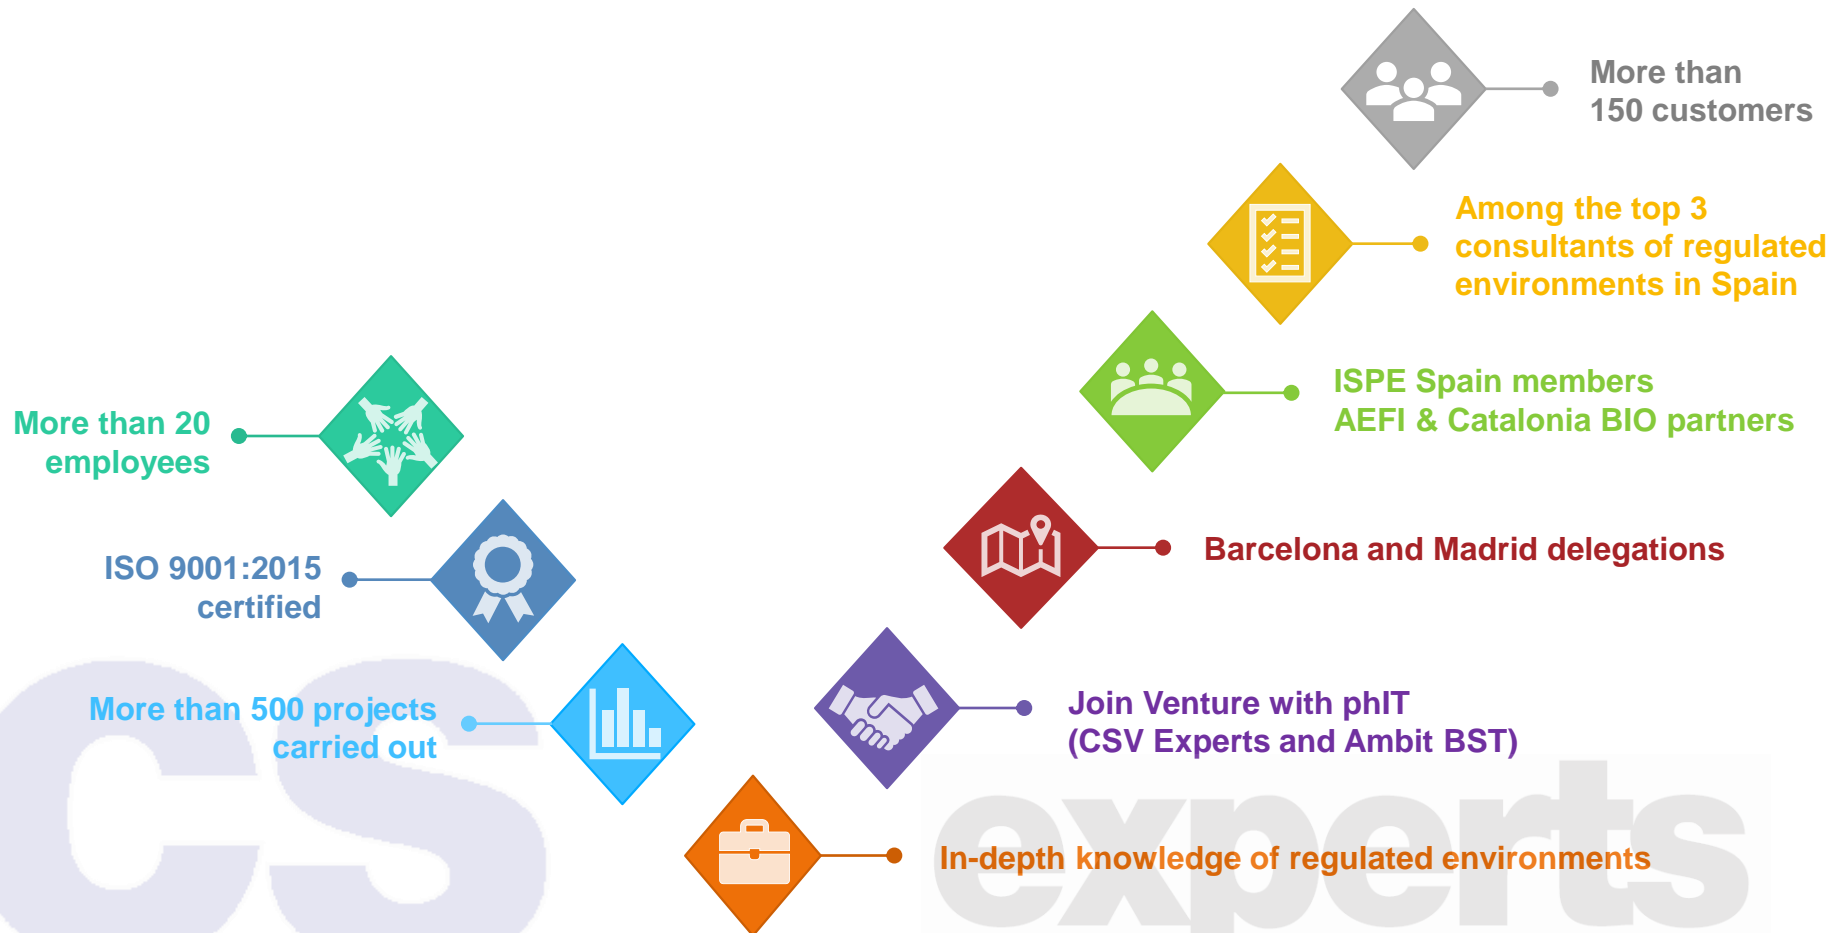 More than 20
employees
ISO 9001:2015
certified
More than 500 projects
carried out
In-depth knowledge of regulated environments
Join Venture with phIT
(CSV Experts and Ambit BST)
Barcelona and Madrid delegations
ISPE Spain members
AEFI & Catalonia BIO partners
Among the top 3
consultants of regulated
environments in Spain
More than
150 customers
cs
experts